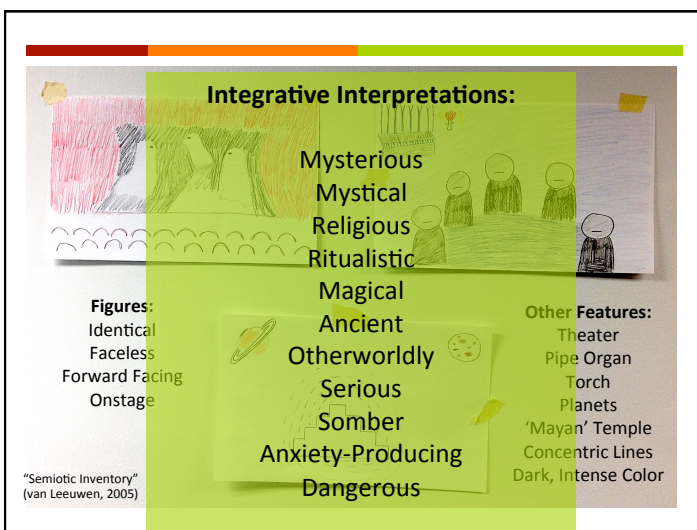 Integrative Interpretations:
Mysterious
Mystical
Religious
Ritualistic
Magical
Ancient
Otherworldly
Serious
Somber
Anxiety-Producing
Dangerous
Figures:
Identical
Faceless
Forward Facing
Onstage
"Semiotic Inventory"
(van Leeuwen, 2005)
Other Features:
Theater
Pipe Organ
Torch
Planets
‘Mayan’ Temple
Concentric Lines
Dark, Intense Color